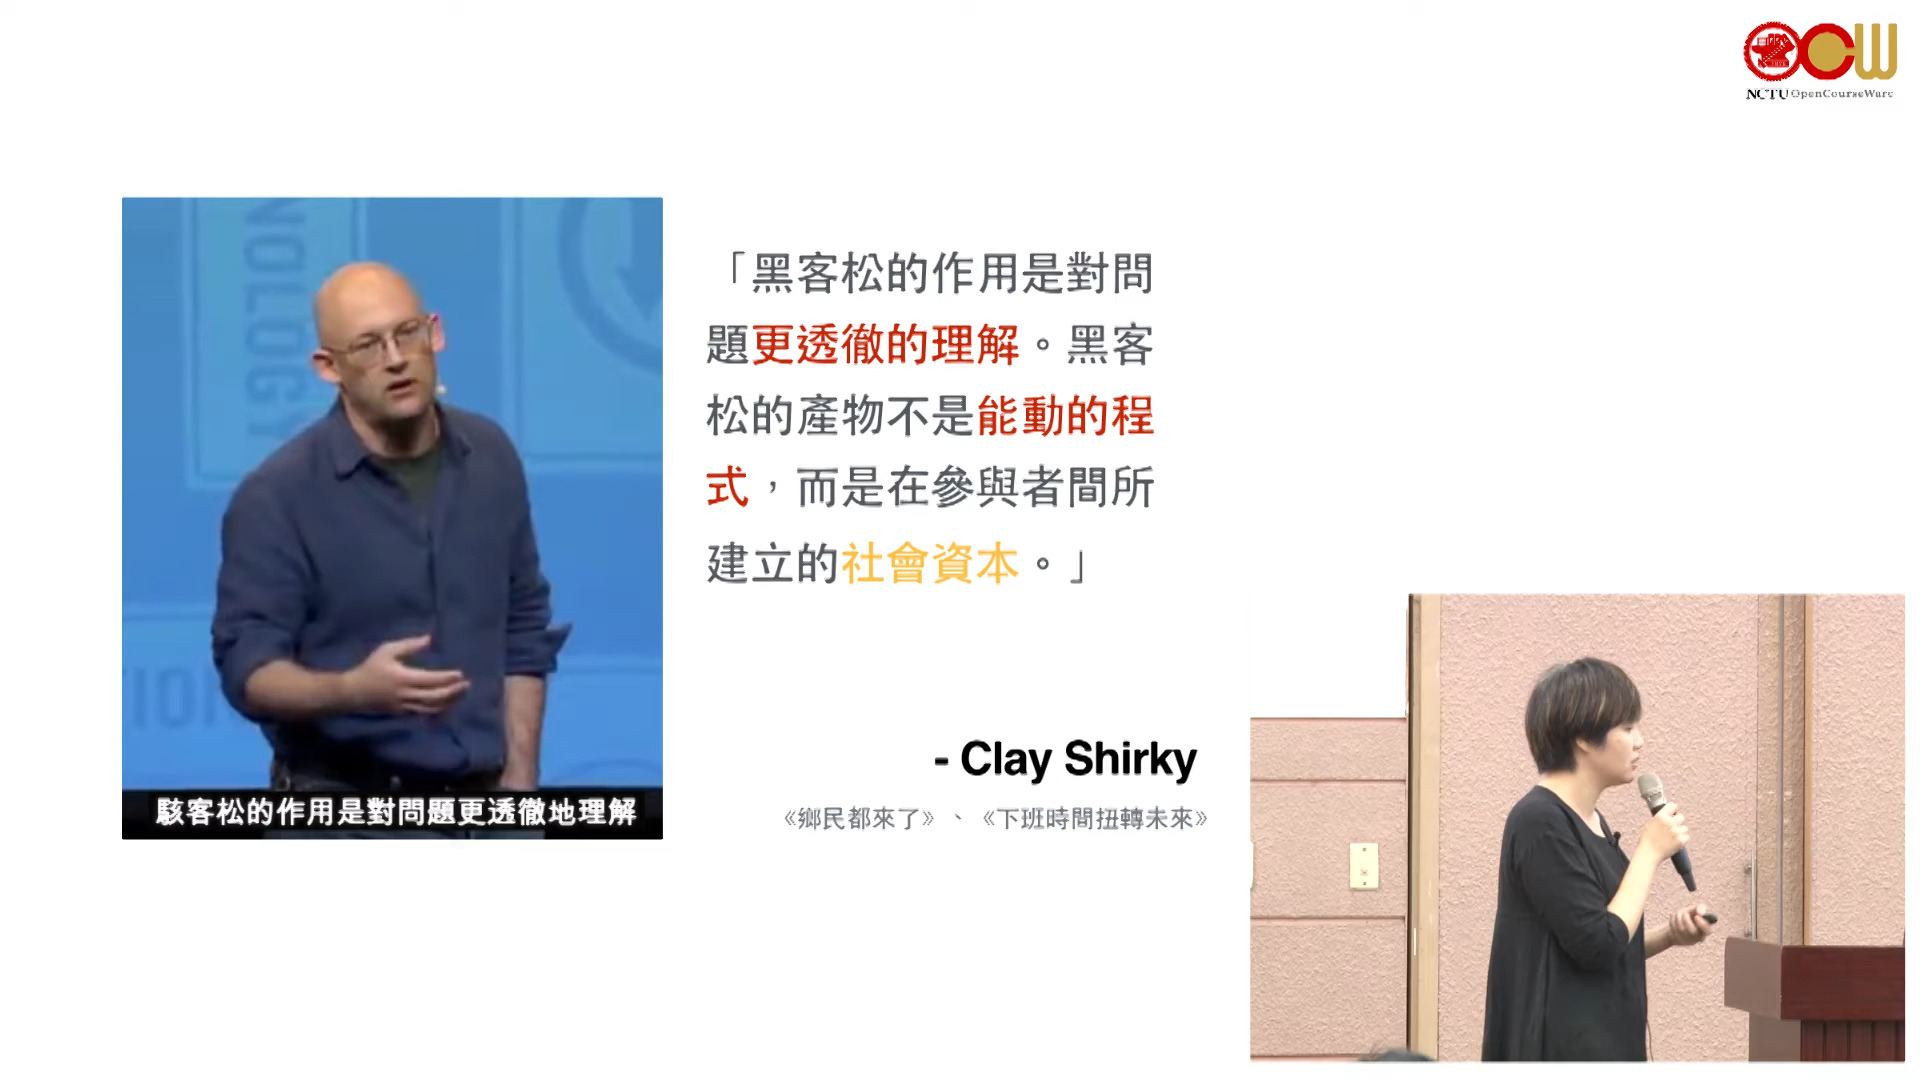 NCTU OpenCourseWare
NOLOGY
「黑客松的作用是對問
題更透徹的理解。黑客
松的產物不是能動的程
式，而是在參與者間所
建立的社會資本。」
- Clay Shirky
《鄉民都來了》、《下班時間扭轉未來》
駭客松的作用是對問題更透徹地理解